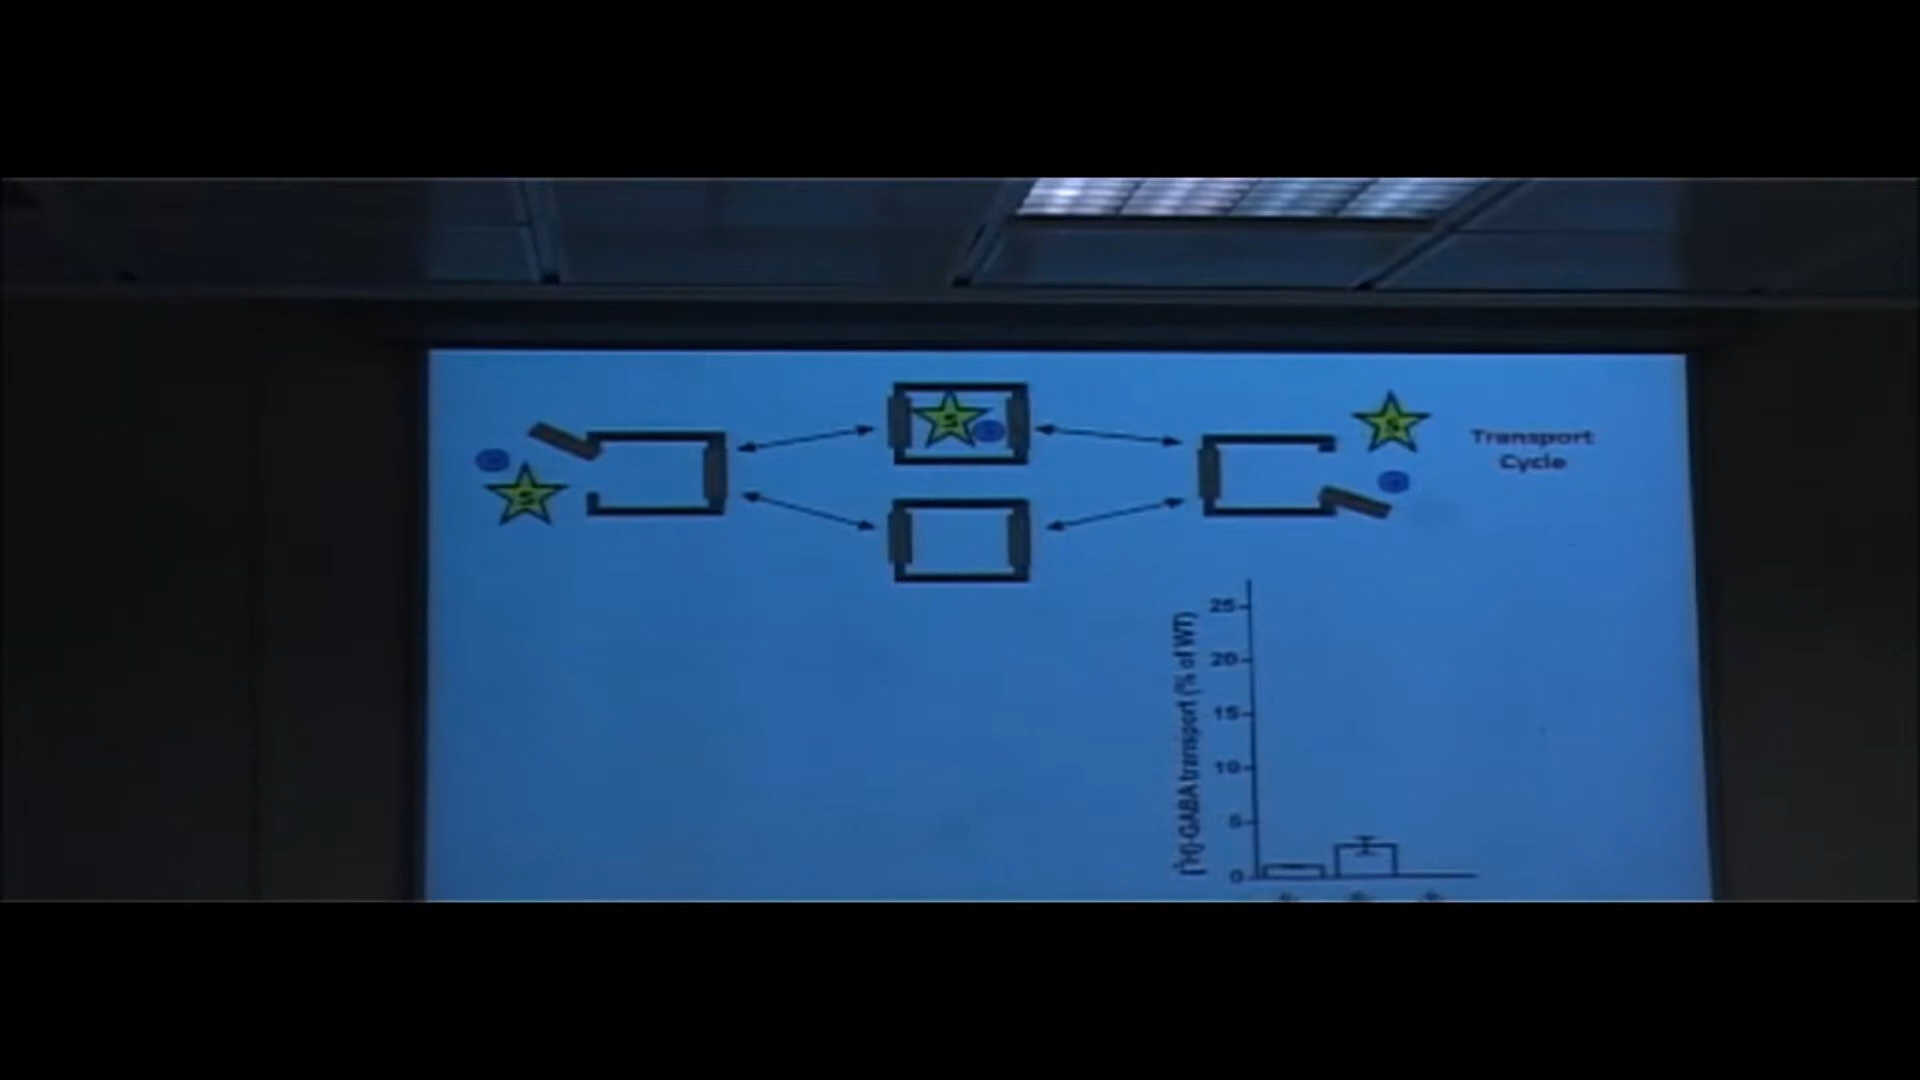 S
S
S
Transport
Cycle
[³H]-GABA transport (% of WT)
25
20
15
10
5
0